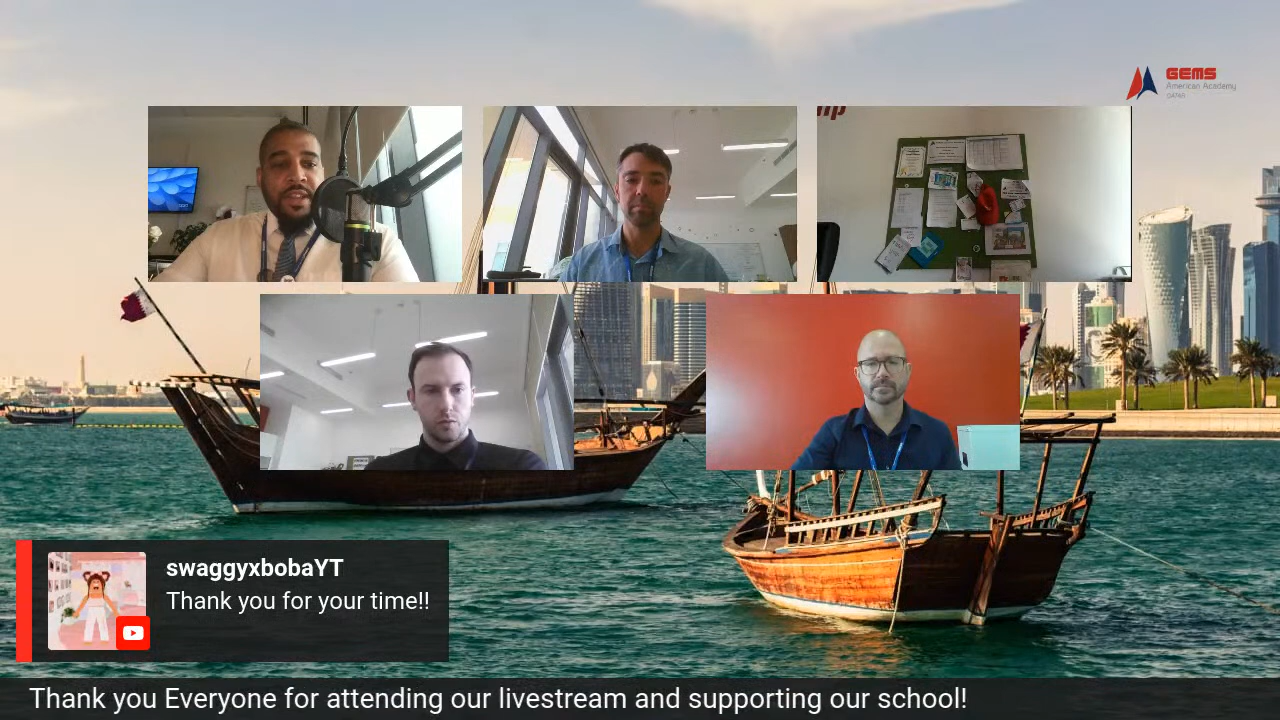 GEMS
American Academy
QATAR
swaggyxbobaYT
Thank you for your time!!
Thank you Everyone for attending our livestream and supporting our school!